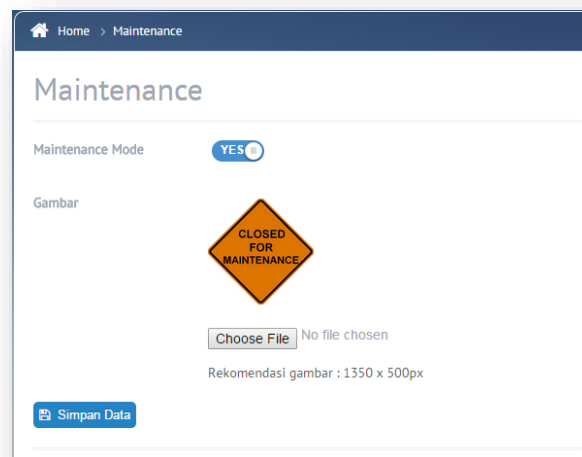 Home > Maintenance
Maintenance
Maintenance Mode
YES
Gambar
CLOSED
FOR
MAINTENANCE
Choose File No file chosen
Rekomendasi gambar : 1350 x 500px
Simpan Data